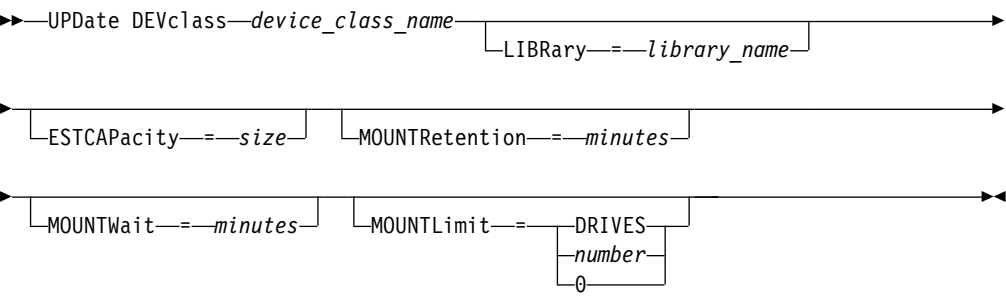 UPDate DEVclass device_class_name
LIBRary = library_name
ESTCAPacity = size MOUNTRetention = minutes
MOUNTWait = minutes MOUNTLimit = DRIVES
number
0